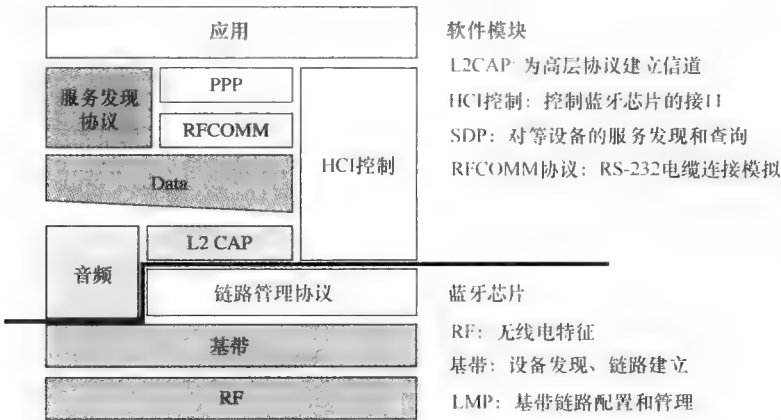 应用
软件模块
L2CAP 为高层协议建立信道
HCI控制：控制蓝牙芯片的接口
SDP：对等设备的服务发现和查询
RFCOMM协议：RS-232电缆连接模拟
服务发现
协议
PPP
RFCOMM
HCI控制
Data
L2 CAP
音频
链路管理协议
基带
RF
蓝牙芯片
RF：无线电特征
基带：设备发现、链路建立
LMP：基带链路配置和管理